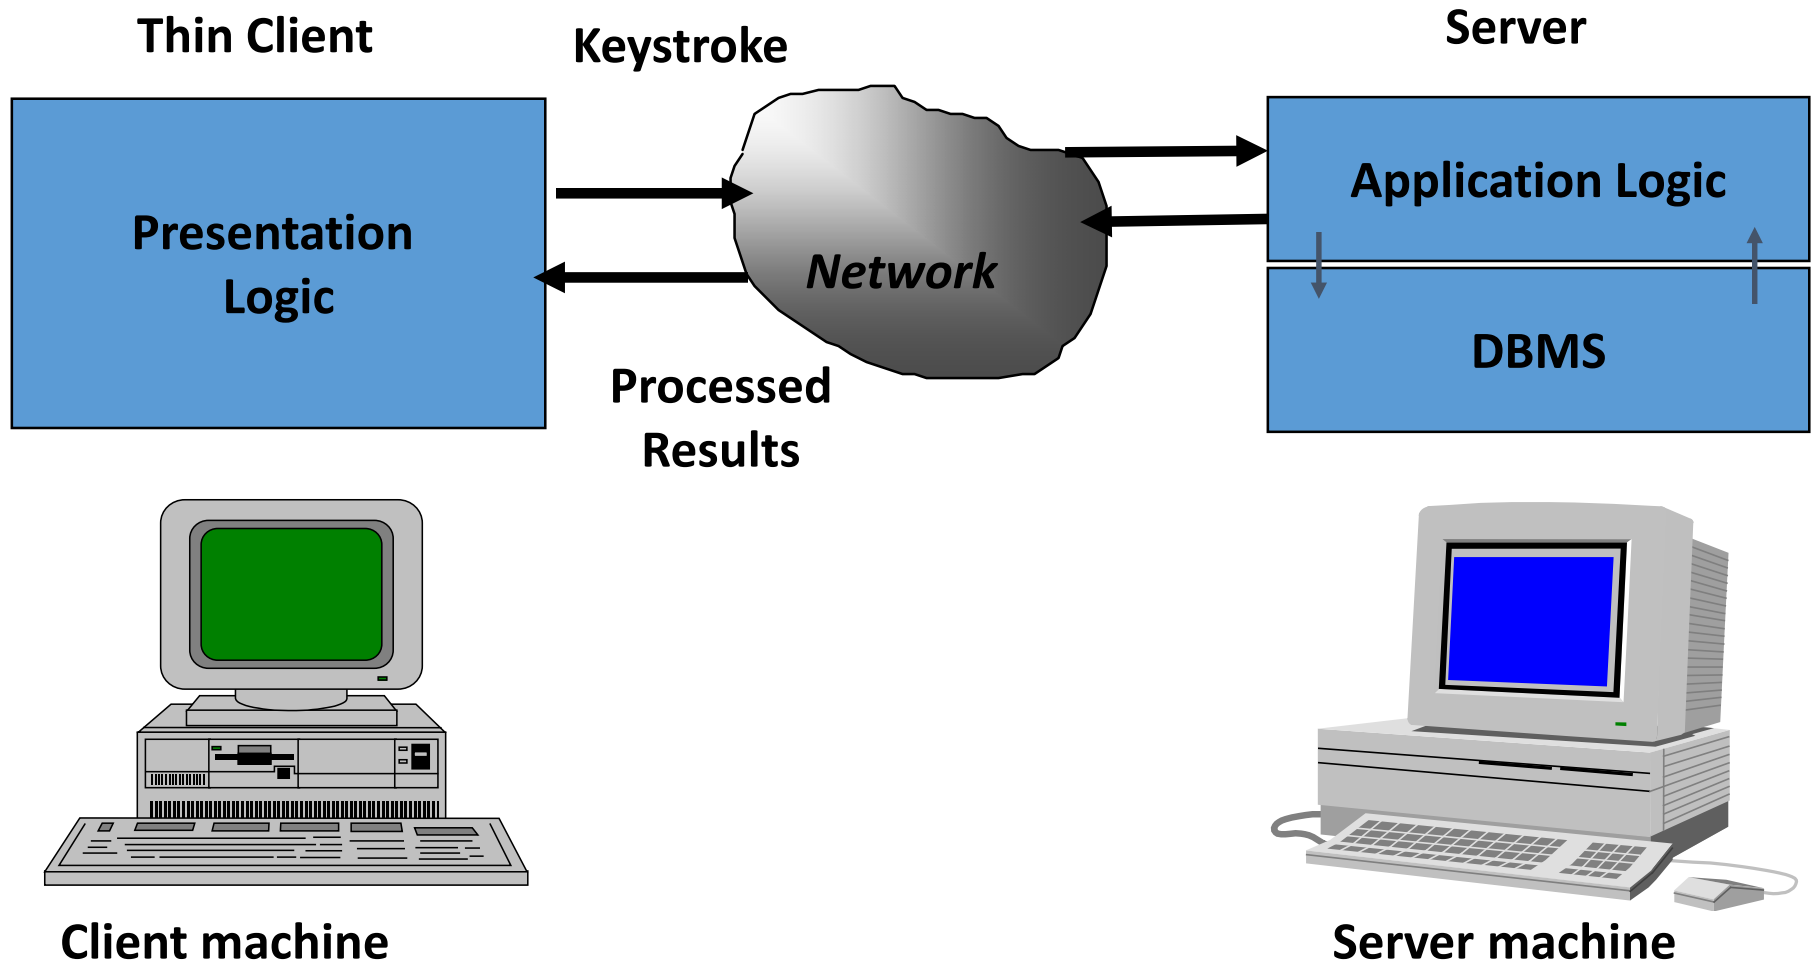 Thin Client
Keystroke
Server
Presentation
Logic
Network
Application Logic
DBMS
Processed
Results
Client machine
Server machine